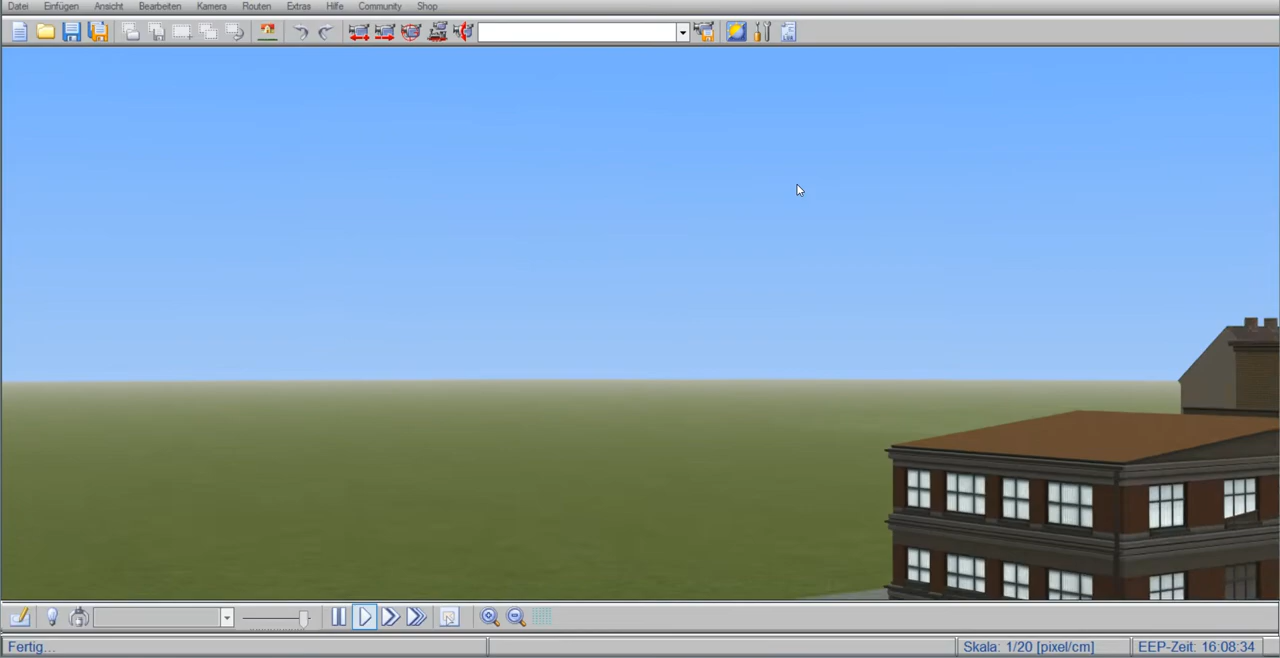 Datei Einfügen Ansicht Bearbeiten Kamera Routen Extras Hilfe Community Shop
Fertig... Skala: 1/20 [pixel/cm] EEP-Zeit: 16:08:34